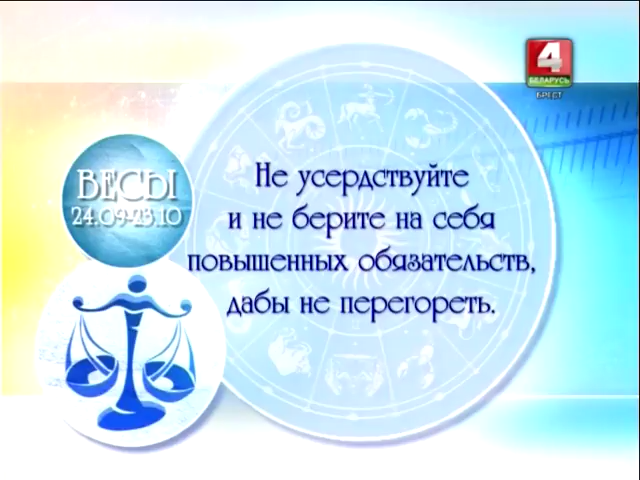 4
БЕЛАРУСЬ
БРЕСТ
ВЕСЫ
24.09-23.10
Не усердствуйте
и не берите на себя
повышенных обязательств,
дабы не перегореть.